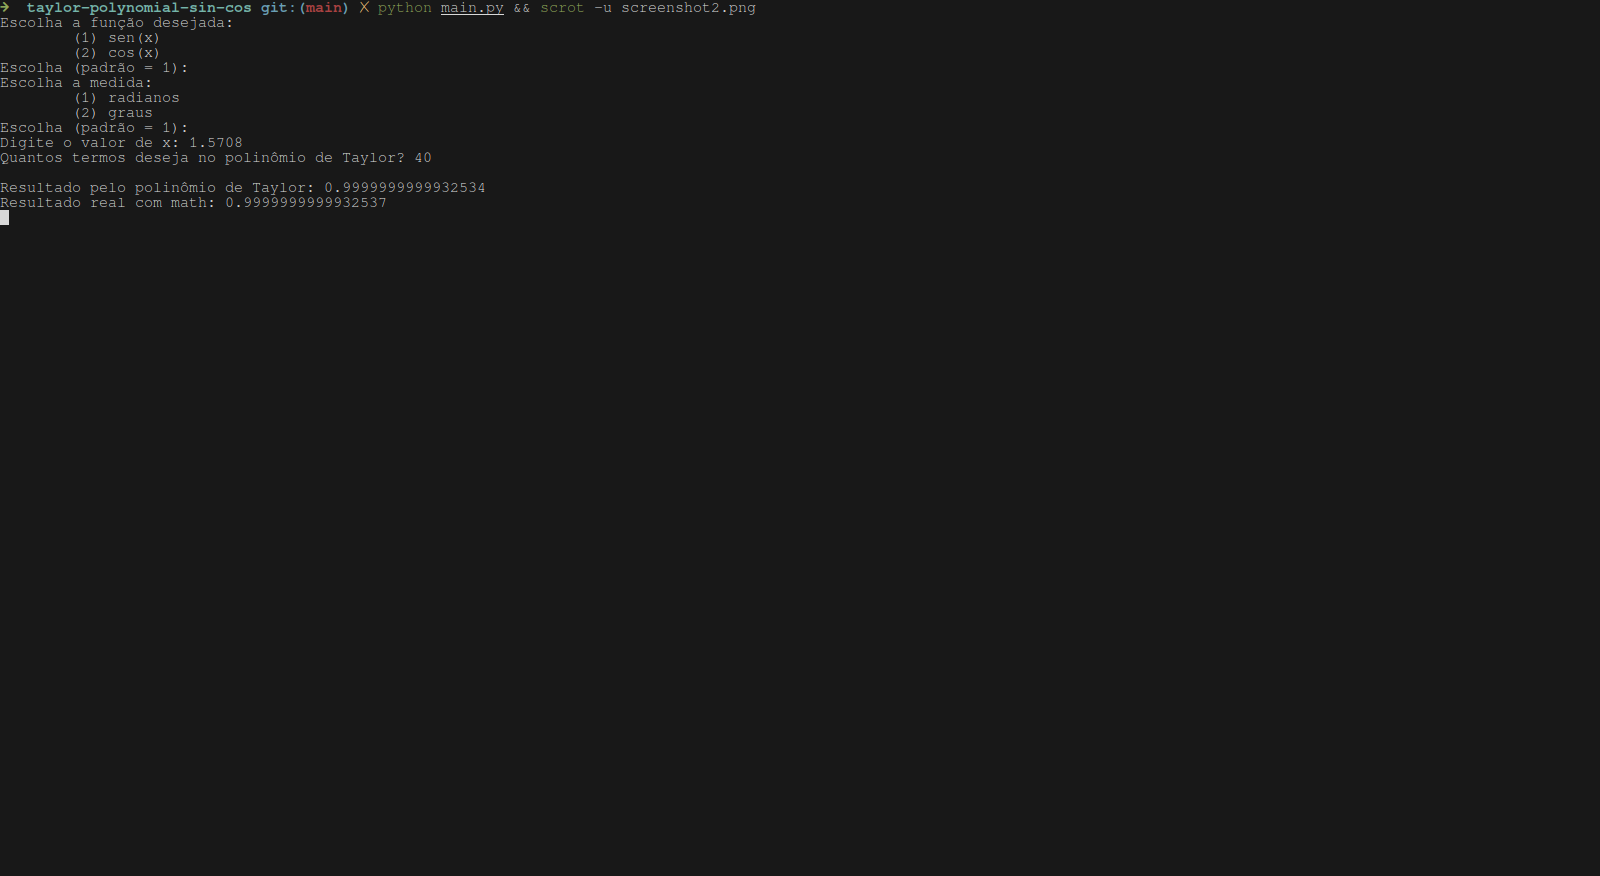 ➜  taylor-polynomial-sin-cos git:(main) ✗ python main.py && scrot -u screenshot2.png
Escolha a função desejada:
        (1) sen(x)
        (2) cos(x)
Escolha (padrão = 1):
Escolha a medida:
        (1) radianos
        (2) graus
Escolha (padrão = 1):
Digite o valor de x: 1.5708
Quantos termos deseja no polinômio de Taylor? 40

Resultado pelo polinômio de Taylor: 0.9999999999932534
Resultado real com math: 0.9999999999932537